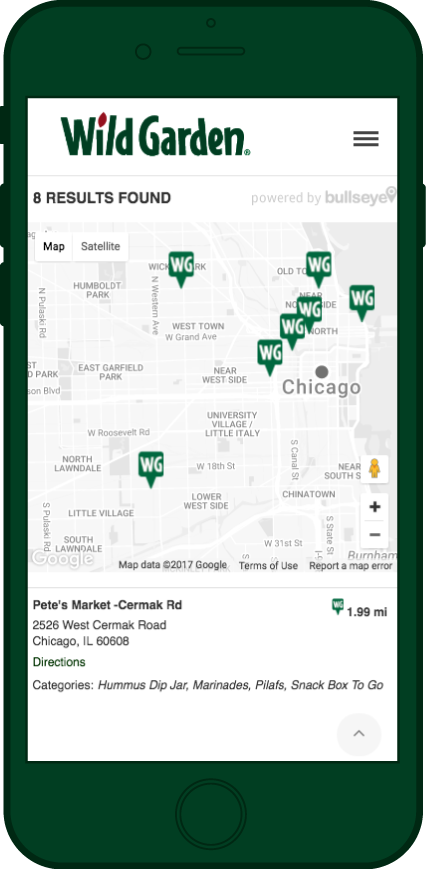 Wild Garden®
8 RESULTS FOUND
powered by bullseye
Map Satellite
WG
WICKER PARK
OLD TO
WG
HUMBOLDT
PARK
N Pulaski Rd
N Western Ave
NEAR
WG
WG
WEST TOWN
W Grand Ave
WG
NORTH
WG
EAST GARFIELD
PARK
ST
D PARK
son Blvd
NEAR
WEST SIDE
Chicago
UNIVERSITY
VILLAGE /
LITTLE ITALY
W Roosevelt Rd
S Canal St
WG
NORTH
LAWNDALE
W 18th St
NEAR
SOUTH S
LOWER
WEST SIDE
CHINATOWN
+
S Pulaski Rd
LITTLE VILLAGE
S State St
−
SOUTH
LAWNDALE
W 31st St
Burnham
Google
Map data ©2017 Google Terms of Use Report a map error
Pete's Market -Cermak Rd
WG 1.99 mi
2526 West Cermak Road
Chicago, IL 60608
Directions
Categories: Hummus Dip Jar, Marinades, Pilafs, Snack Box To Go